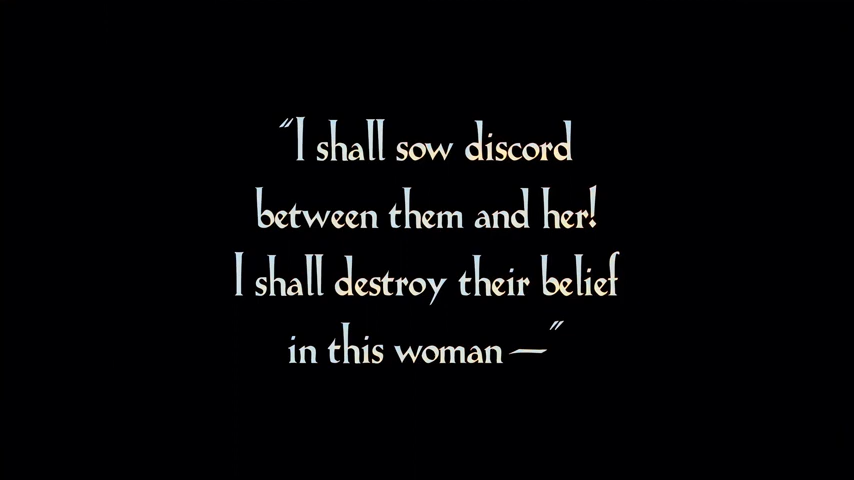 "I shall sow discord
between them and her!
I shall destroy their belief
in this woman —"